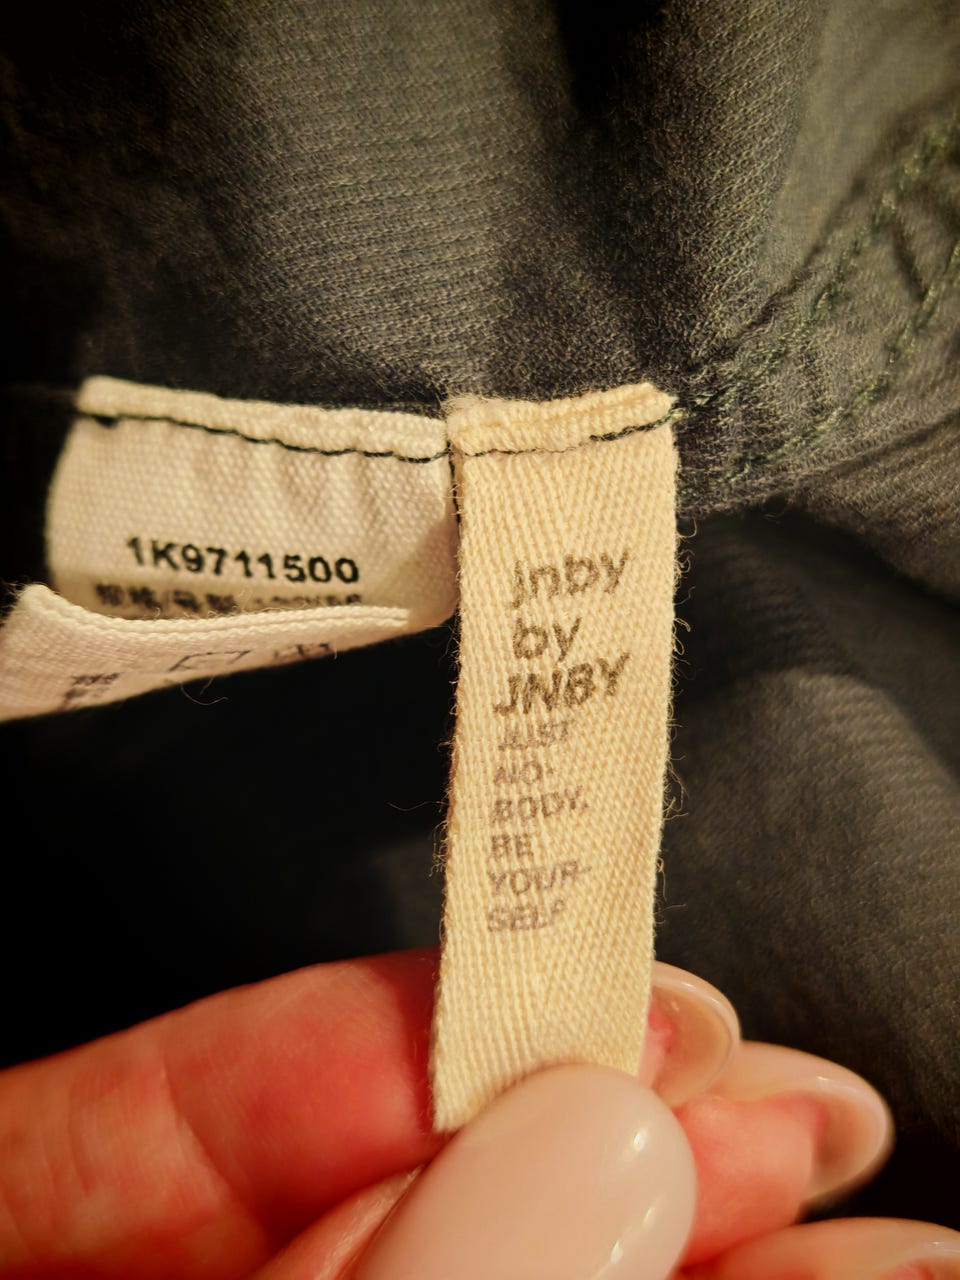 1K9711500
jnby
by
JNBY
JUST
NO-
BODY.
BE
YOUR-
SELF